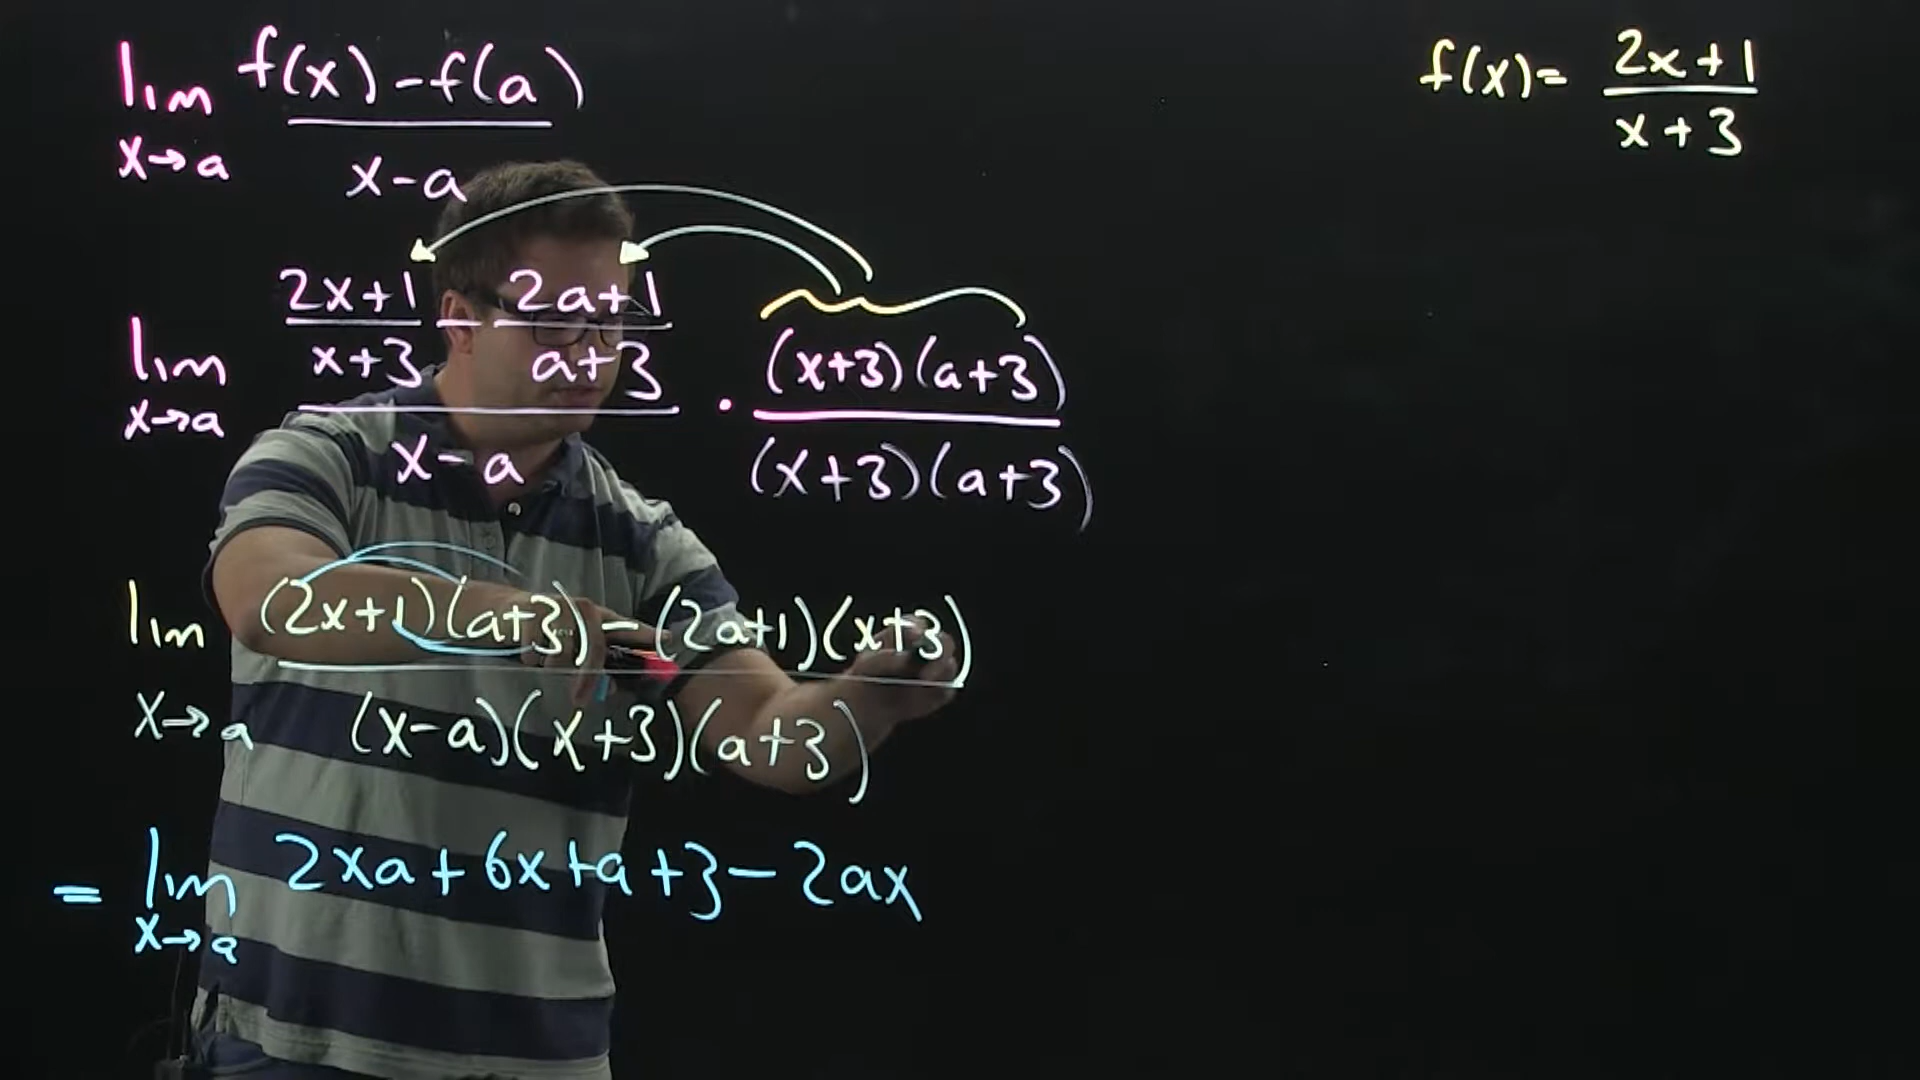 lim f(x) - f(a)
x→a x-a
f(x) = 2x+1
x+3
2x+1 - 2a+1
lim x+3 a+3 · (x+3)(a+3)
x→a x-a (x+3)(a+3)
lim (2x+1)(a+3) - (2a+1)(x+3)
x→a (x-a)(x+3)(a+3)
= lim 2xa + 6x + a + 3 - 2ax
x→a